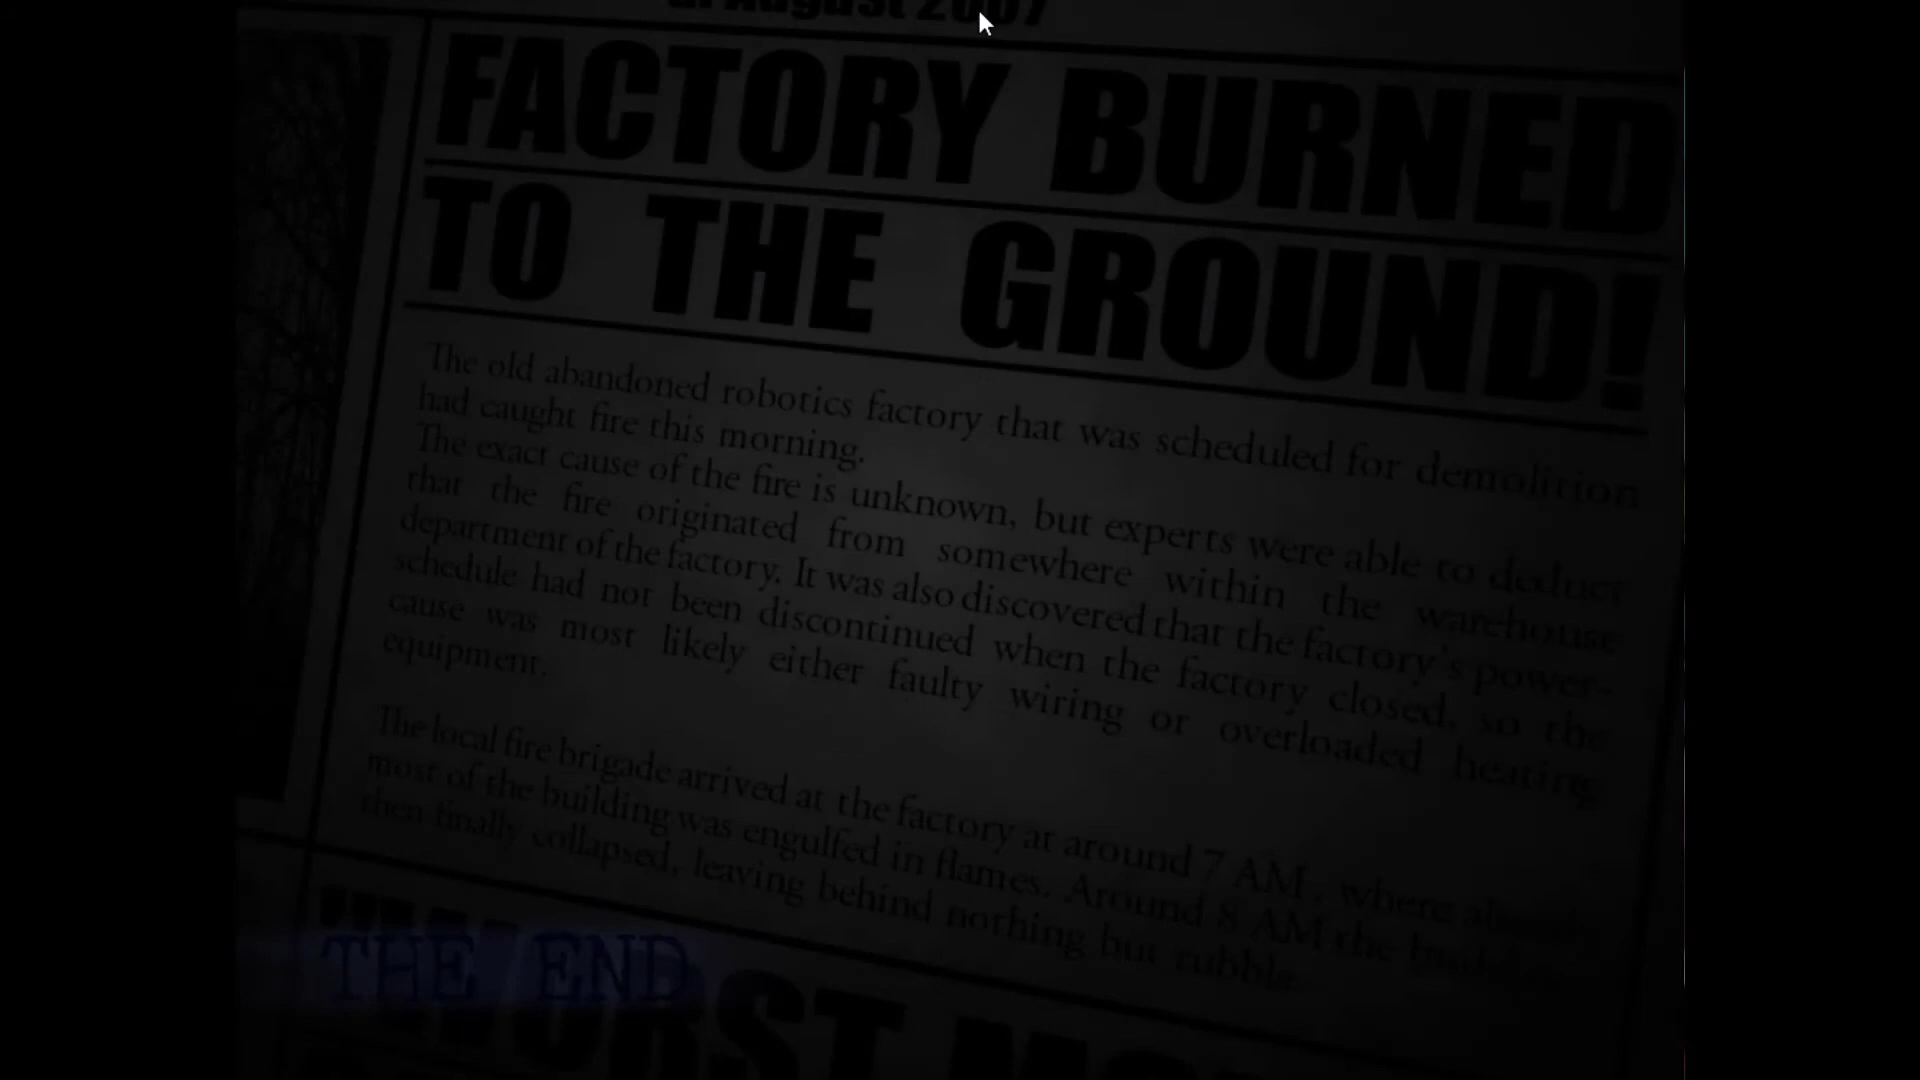 August 2007
FACTORY BURNED
TO THE GROUND!
The old abandoned robotics factory that was scheduled for demolition
had caught fire this morning.
The exact cause of the fire is unknown, but experts were able to deduct
that the fire originated from somewhere within the warehouse
department of the factory. It was also discovered that the factory's power-
schedule had not been discontinued when the factory closed, so the
cause was most likely either faulty wiring or overloaded heating
equipment.
The local fire brigade arrived at the factory at around 7 AM, where already
most of the building was engulfed in flames. Around 8 AM the building
then finally collapsed, leaving behind nothing but rubble.
THE END